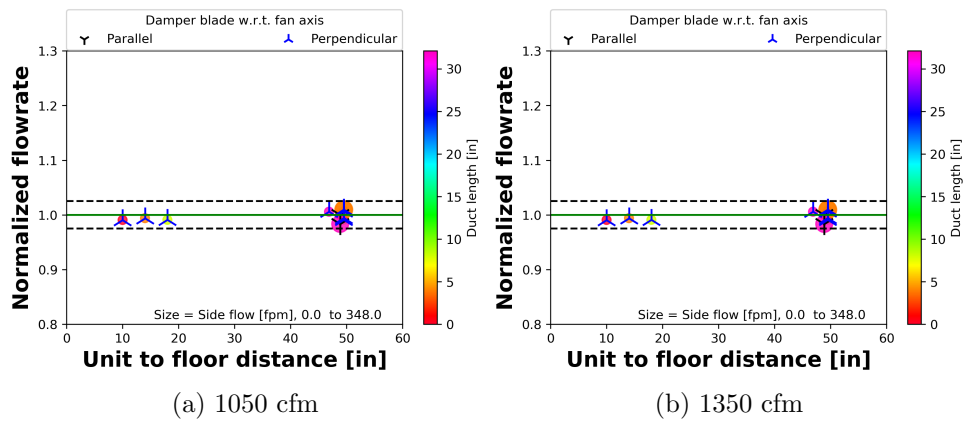 Damper blade w.r.t. fan axis
Parallel Perpendicular
1.3
1.2
1.1
1.0
0.9
0.8
Normalized flowrate
0 10 20 30 40 50 60
Unit to floor distance [in]
Size = Side flow [fpm], 0.0 to 348.0
30
25
20
15
10
5
0
Duct length [in]
(a) 1050 cfm
Damper blade w.r.t. fan axis
Parallel Perpendicular
1.3
1.2
1.1
1.0
0.9
0.8
Normalized flowrate
0 10 20 30 40 50 60
Unit to floor distance [in]
Size = Side flow [fpm], 0.0 to 348.0
30
25
20
15
10
5
0
Duct length [in]
(b) 1350 cfm